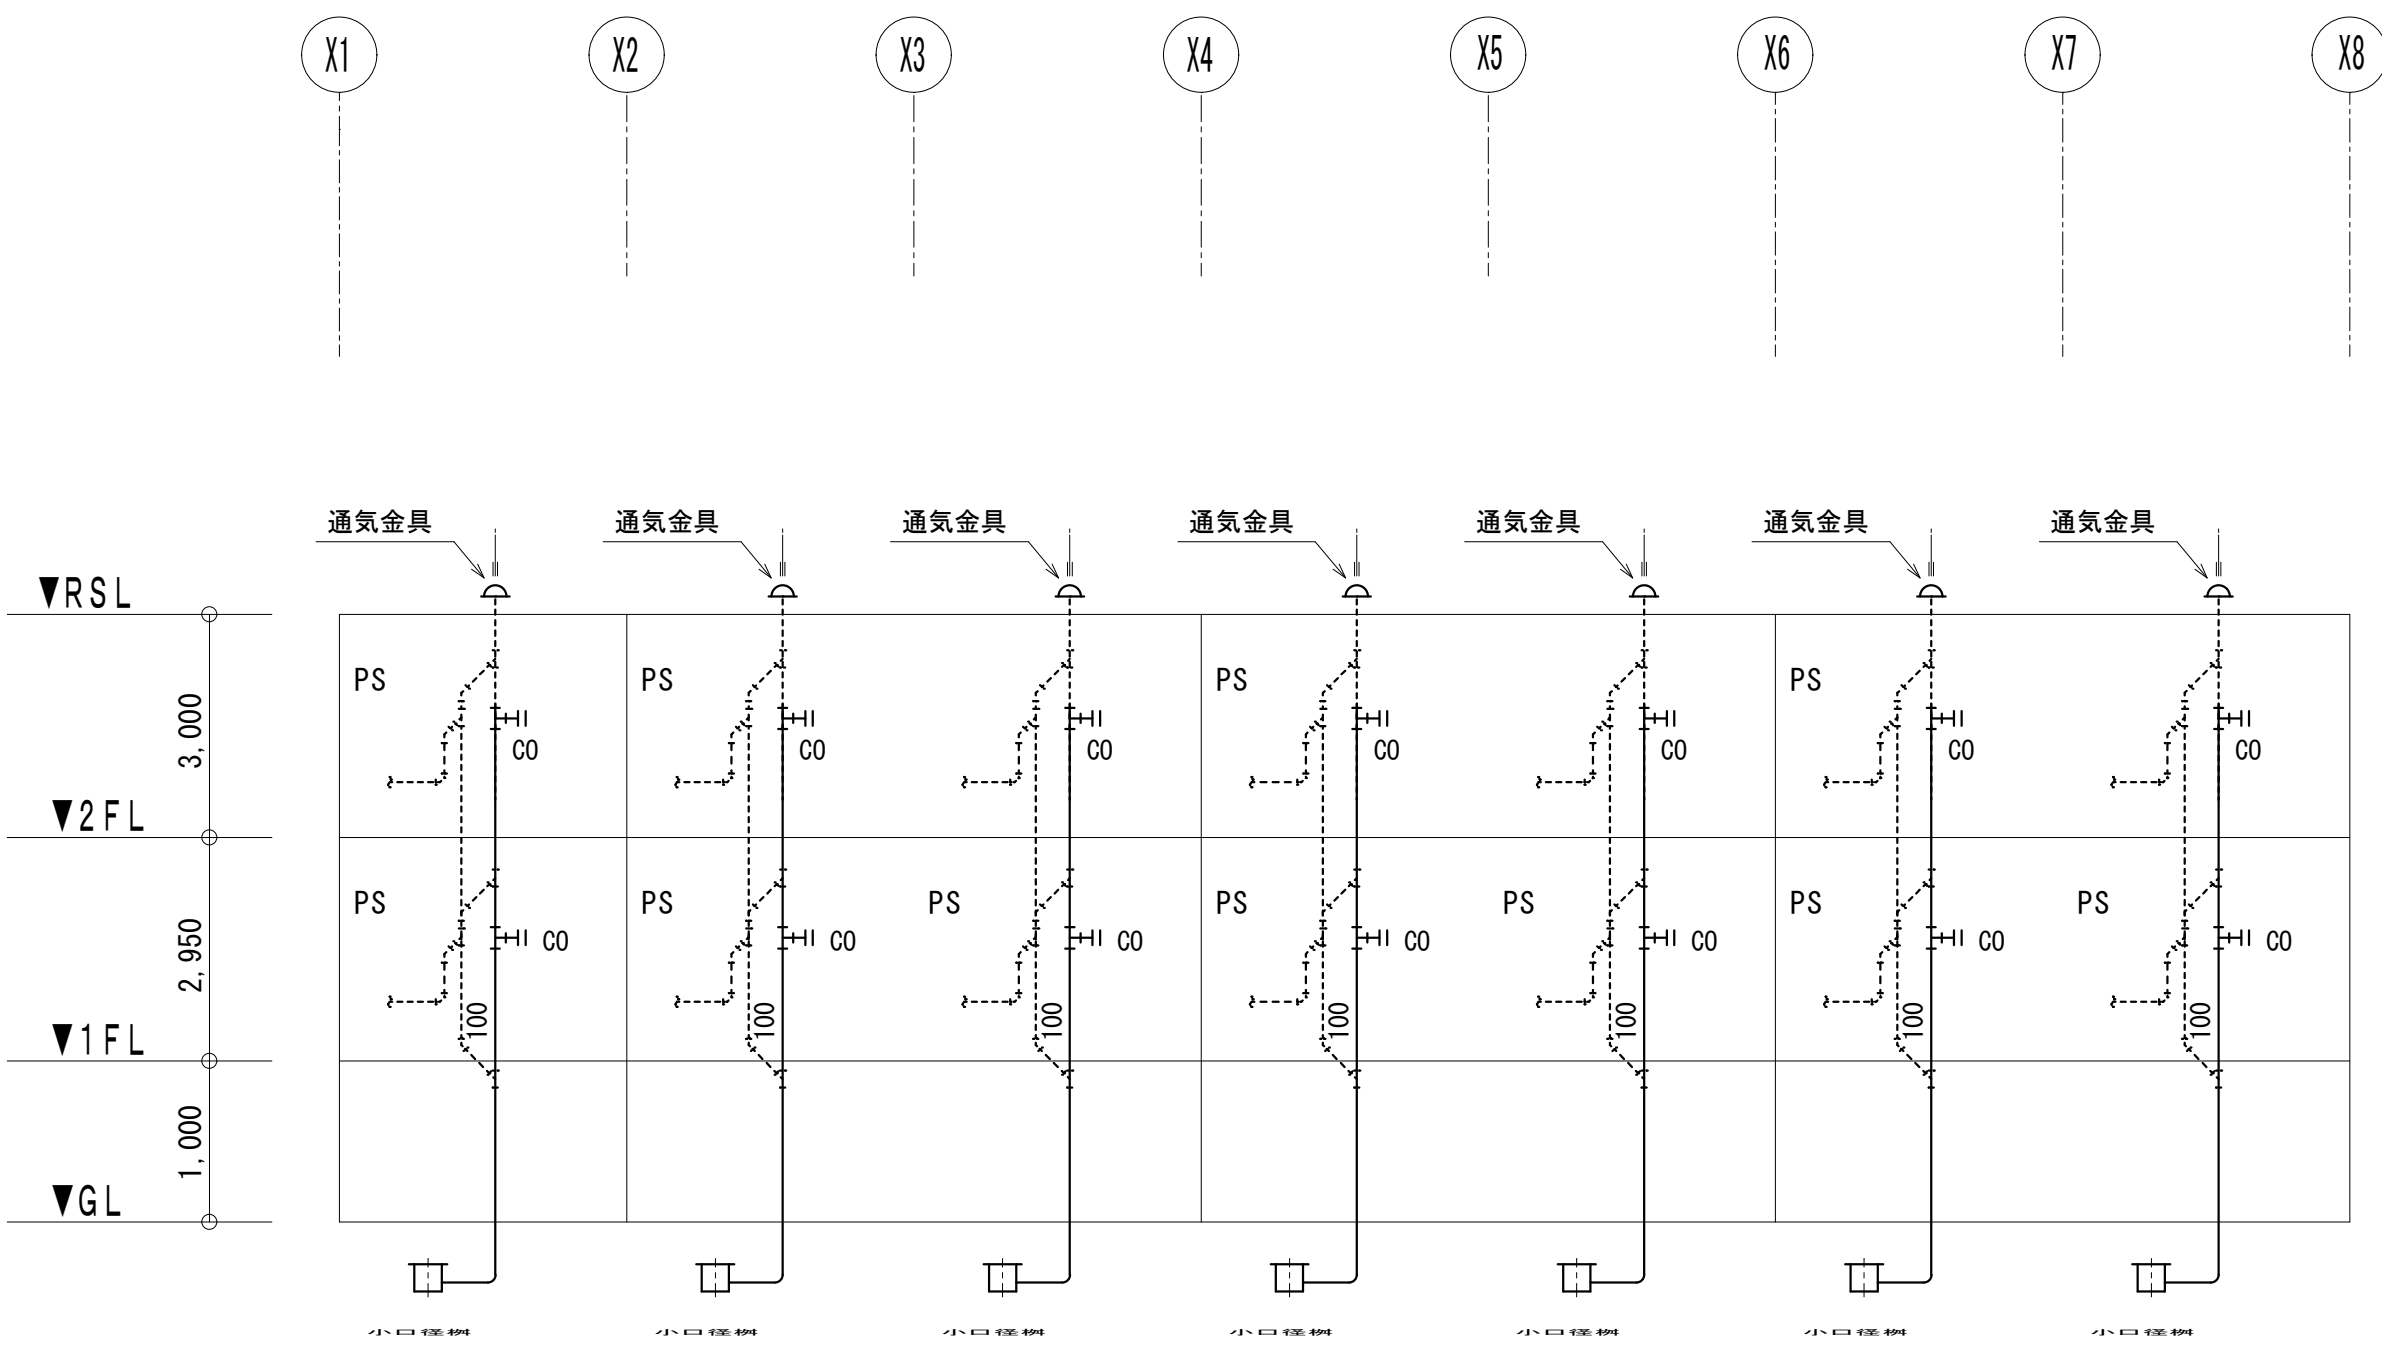 X1 X2 X3 X4 X5 X6 X7 X8
通気金具 通気金具 通気金具 通気金具 通気金具 通気金具 通気金具
▼RSL
PS PS PS PS
3,000
CO CO CO CO CO CO CO
▼2FL
PS PS PS PS PS PS PS
CO CO CO CO CO CO CO
2,950
100 100 100 100 100 100 100
▼1FL
1,000
▼GL